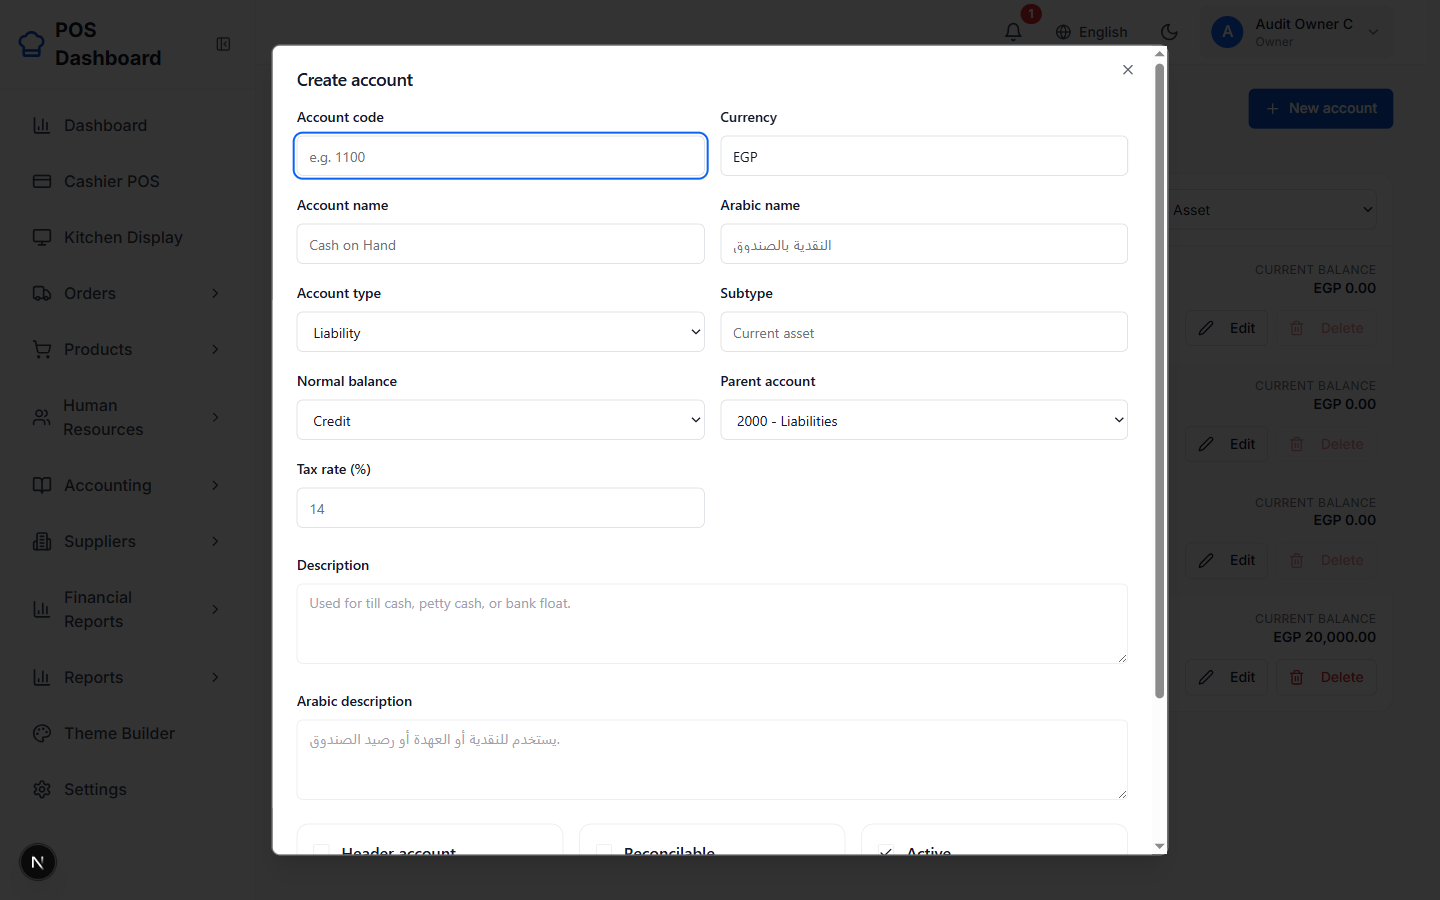 POS
Dashboard
1
English
A
Audit Owner C
Owner
Dashboard
Cashier POS
Kitchen Display
Orders
Products
Human
Resources
Accounting
Suppliers
Financial
Reports
Reports
Theme Builder
Settings
N
New account
Asset
CURRENT BALANCE
EGP 0.00
Edit
Delete
CURRENT BALANCE
EGP 0.00
Edit
Delete
CURRENT BALANCE
EGP 0.00
Edit
Delete
CURRENT BALANCE
EGP 20,000.00
Edit
Delete
Create account
Account code
e.g. 1100
Currency
EGP
Account name
Cash on Hand
Arabic name
النقدية بالصندوق
Account type
Liability
Subtype
Current asset
Normal balance
Credit
Parent account
2000 - Liabilities
Tax rate (%)
14
Description
Used for till cash, petty cash, or bank float.
Arabic description
يستخدم للنقدية أو العهدة أو رصيد الصندوق.
Header account
Reconcilable
Active